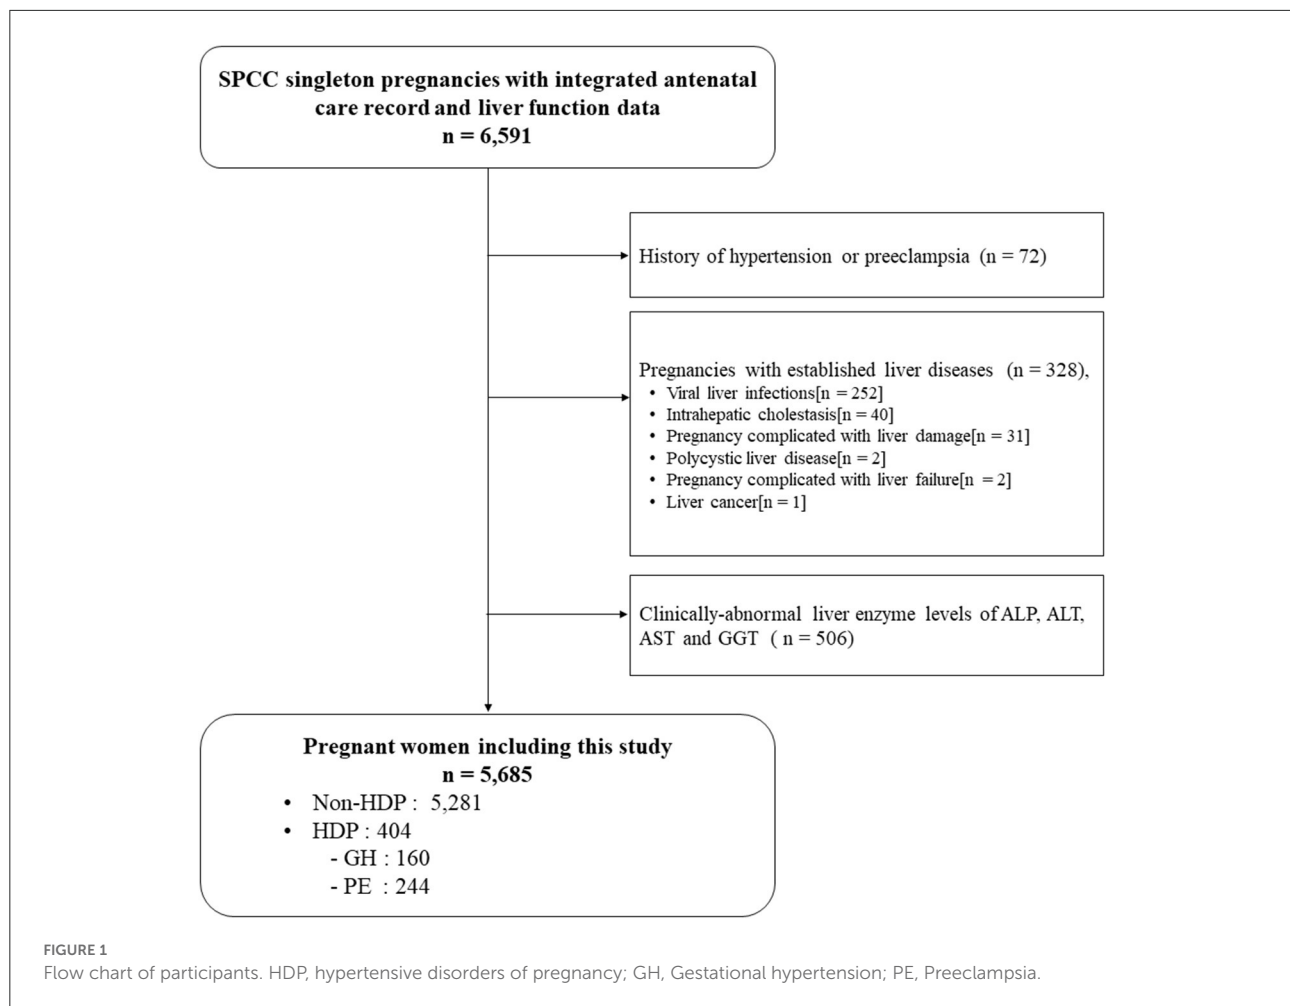 SPCC singleton pregnancies with integrated antenatal
care record and liver function data
n = 6,591
History of hypertension or preeclampsia (n = 72)
Pregnancies with established liver diseases (n = 328),
• Viral liver infections[n = 252]
• Intrahepatic cholestasis[n = 40]
• Pregnancy complicated with liver damage[n = 31]
• Polycystic liver disease[n = 2]
• Pregnancy complicated with liver failure[n = 2]
• Liver cancer[n = 1]
Clinically-abnormal liver enzyme levels of ALP, ALT,
AST and GGT ( n = 506)
Pregnant women including this study
n = 5,685
• Non-HDP : 5,281
• HDP : 404
- GH : 160
- PE : 244
FIGURE 1
Flow chart of participants. HDP, hypertensive disorders of pregnancy; GH, Gestational hypertension; PE, Preeclampsia.